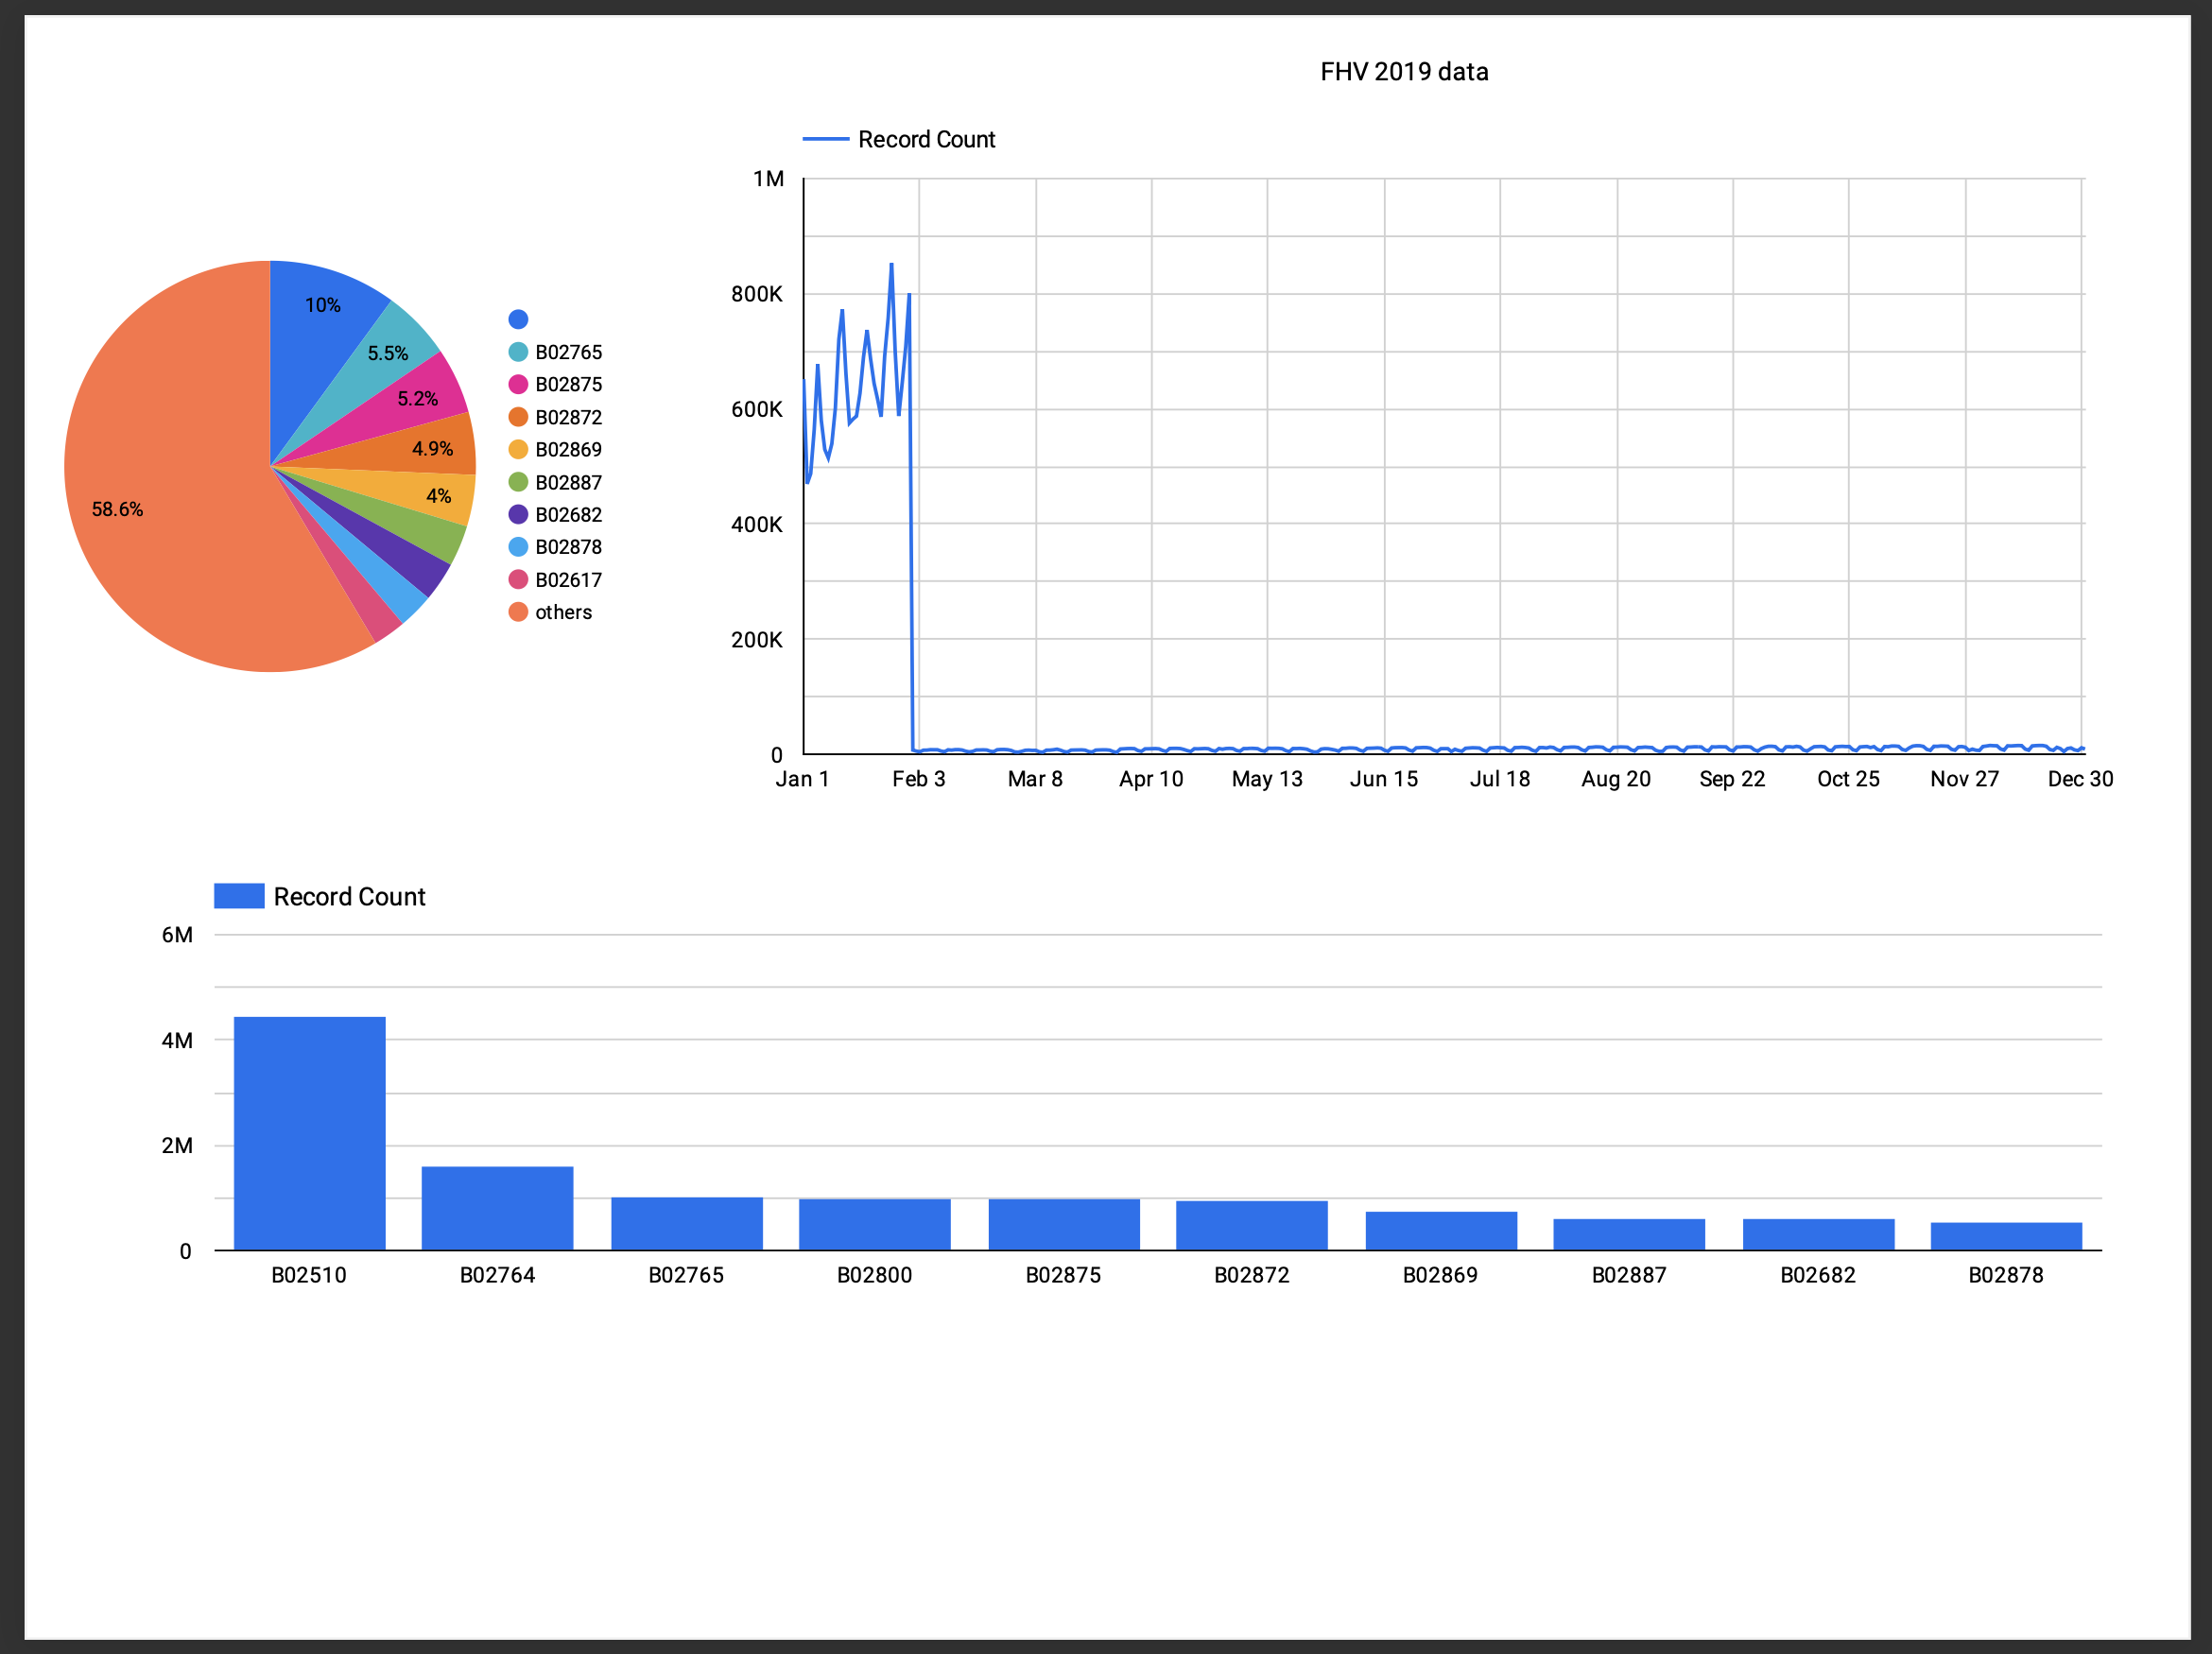 FHV 2019 data
10%
5.5%
5.2%
4.9%
4%
58.6%
B02765
B02875
B02872
B02869
B02887
B02682
B02878
B02617
others
Record Count
1M
800K
600K
400K
200K
0
Jan 1 Feb 3 Mar 8 Apr 10 May 13 Jun 15 Jul 18 Aug 20 Sep 22 Oct 25 Nov 27 Dec 30
Record Count
6M
4M
2M
0
B02510 B02764 B02765 B02800 B02875 B02872 B02869 B02887 B02682 B02878